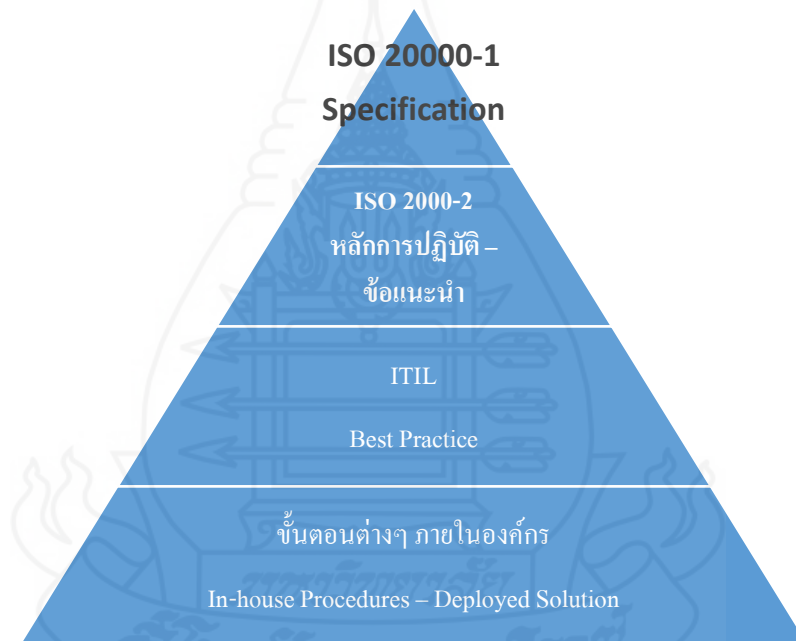 ISO 20000-1
Specification
ISO 2000-2
หลักการปฏิบัติ –
ข้อแนะนำ
ITIL
Best Practice
ขั้นตอนต่างๆ ภายในองค์กร
In-house Procedures – Deployed Solution